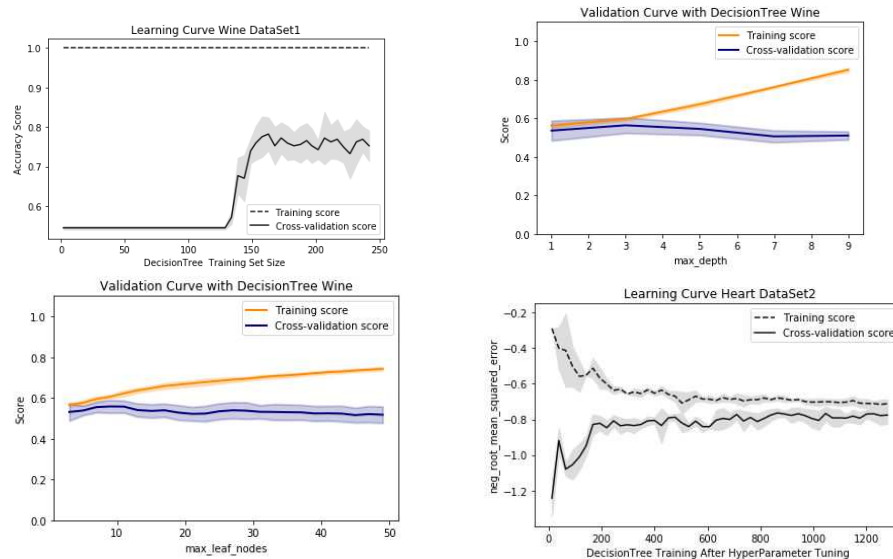 Learning Curve Wine DataSet1
1.0
0.9
0.8
0.7
0.6
Accuracy Score
Training score
Cross-validation score
0 50 100 150 200 250
DecisionTree Training Set Size
Validation Curve with DecisionTree Wine
1.0
0.8
0.6
0.4
0.2
0.0
Score
Training score
Cross-validation score
1 2 3 4 5 6 7 8 9
max_depth
Validation Curve with DecisionTree Wine
1.0
0.8
0.6
0.4
0.2
0.0
Score
Training score
Cross-validation score
10 20 30 40 50
max_leaf_nodes
Learning Curve Heart DataSet2
−0.2
−0.4
−0.6
−0.8
−1.0
−1.2
neg_root_mean_squared_error
Training score
Cross-validation score
0 200 400 600 800 1000 1200
DecisionTree Training After HyperParameter Tuning